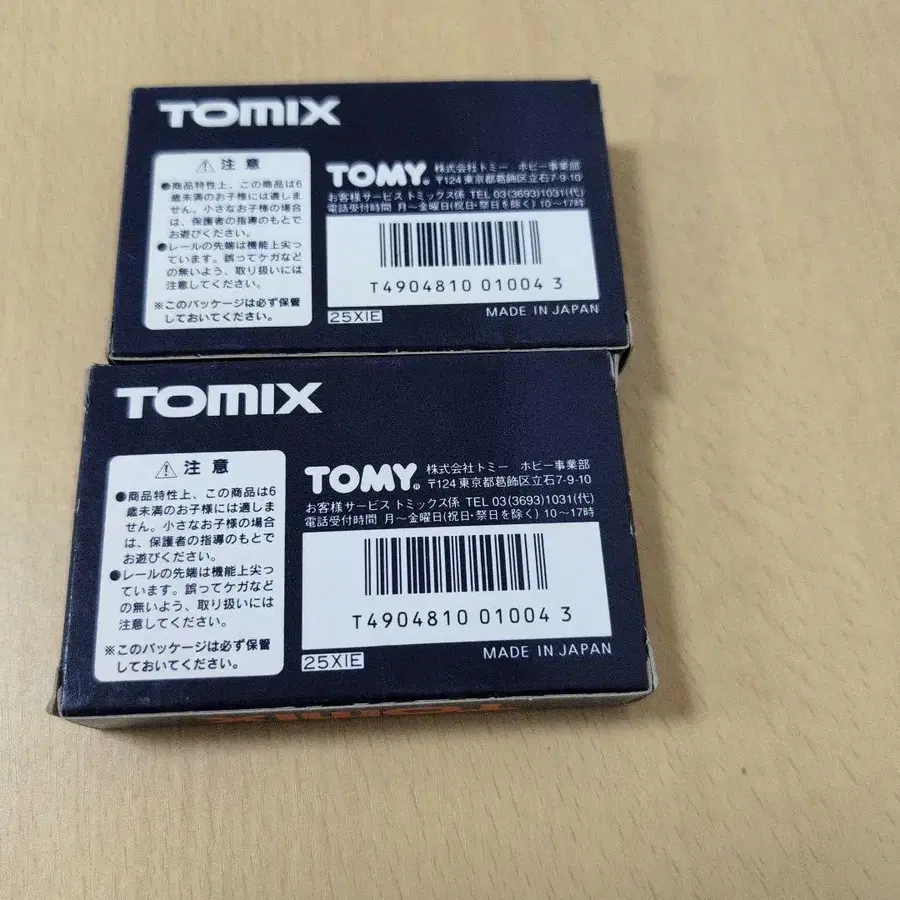 TOMIX
⚠ 注意
●商品特性上、この商品は6
歳未満のお子様には適しま
せん。小さなお子様の場合
は、保護者の指導のもとで
お遊びください。
●レールの先端は機能上尖っ
ています。誤ってケガなど
の無いよう、取り扱いには
注意してください。
※このパッケージは必ず保管
しておいてください。
TOMY® 株式会社トミー ホビー事業部
〒124 東京都葛飾区立石7-9-10
お客様サービス トミックス係 TEL 03(3693)1031(代)
電話受付時間 月〜金曜日(祝日・祭日を除く) 10〜17時
T4904810 01004 3
25XIE
MADE IN JAPAN
TOMIX
⚠ 注意
●商品特性上、この商品は6
歳未満のお子様には適しま
せん。小さなお子様の場合
は、保護者の指導のもとで
お遊びください。
●レールの先端は機能上尖っ
ています。誤ってケガなど
の無いよう、取り扱いには
注意してください。
※このパッケージは必ず保管
しておいてください。
TOMY® 株式会社トミー ホビー事業部
〒124 東京都葛飾区立石7-9-10
お客様サービス トミックス係 TEL 03(3693)1031(代)
電話受付時間 月〜金曜日(祝日・祭日を除く) 10〜17時
T4904810 01004 3
25XIE
MADE IN JAPAN
TOMIX